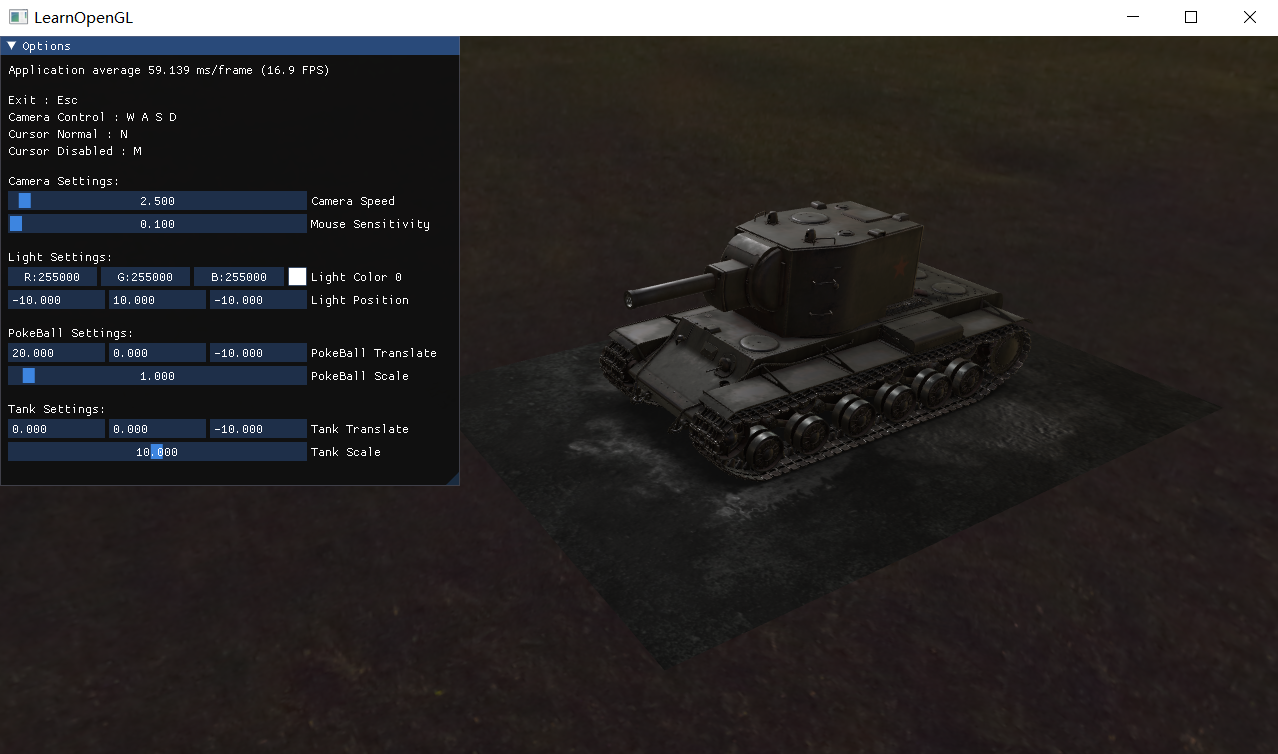 LearnOpenGL
Options
Application average 59.139 ms/frame (16.9 FPS)
Exit : Esc
Camera Control : W A S D
Cursor Normal : N
Cursor Disabled : M
Camera Settings:
2.500 Camera Speed
0.100 Mouse Sensitivity
Light Settings:
R:255000 G:255000 B:255000 Light Color 0
-10.000 10.000 -10.000 Light Position
PokeBall Settings:
20.000 0.000 -10.000 PokeBall Translate
1.000 PokeBall Scale
Tank Settings:
0.000 0.000 -10.000 Tank Translate
10.000 Tank Scale